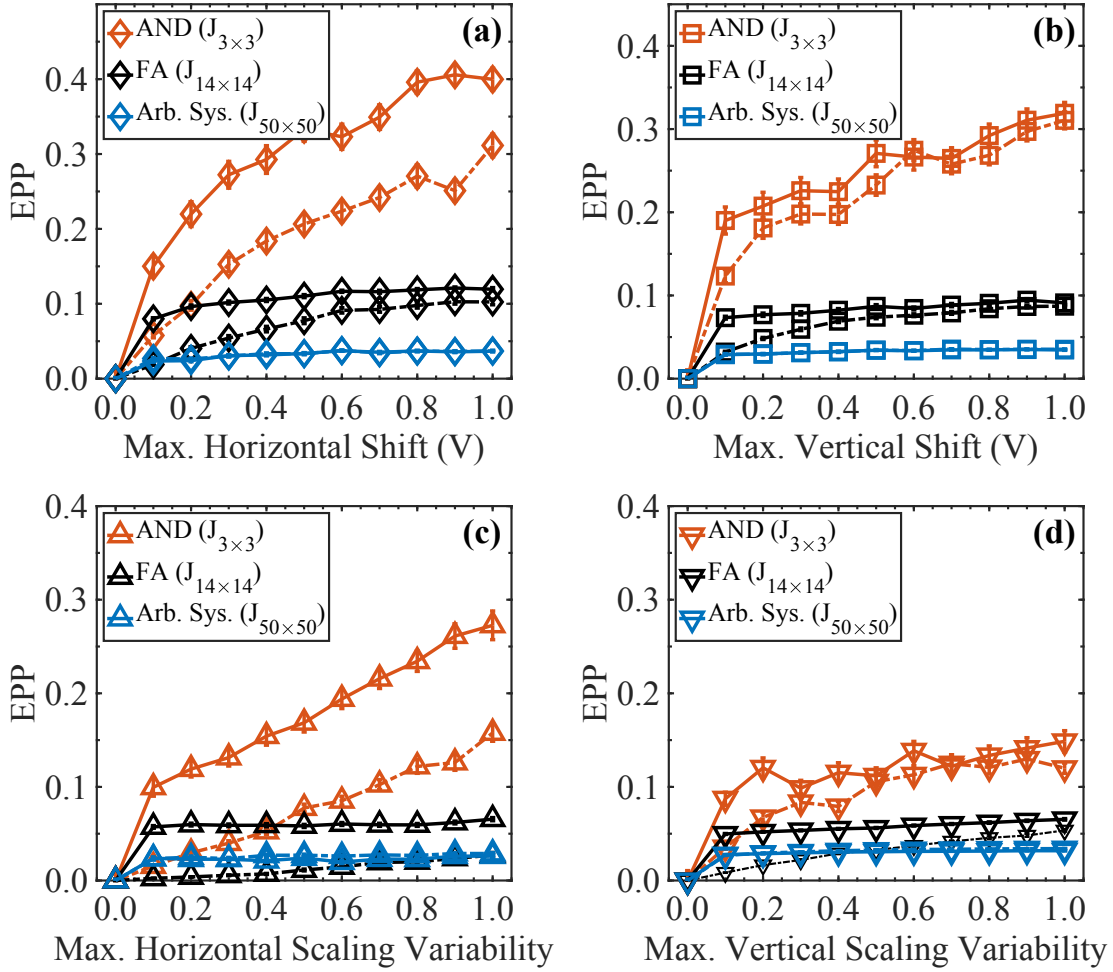 AND (J3×3)
FA (J14×14)
Arb. Sys. (J50×50)
(a)
EPP
0.4
0.3
0.2
0.1
0.0
0.0 0.2 0.4 0.6 0.8 1.0
Max. Horizontal Shift (V)
AND (J3×3)
FA (J14×14)
Arb. Sys. (J50×50)
(b)
EPP
0.4
0.3
0.2
0.1
0.0
0.0 0.2 0.4 0.6 0.8 1.0
Max. Vertical Shift (V)
AND (J3×3)
FA (J14×14)
Arb. Sys. (J50×50)
(c)
EPP
0.4
0.3
0.2
0.1
0.0
0.0 0.2 0.4 0.6 0.8 1.0
Max. Horizontal Scaling Variability
AND (J3×3)
FA (J14×14)
Arb. Sys. (J50×50)
(d)
EPP
0.4
0.3
0.2
0.1
0.0
0.0 0.2 0.4 0.6 0.8 1.0
Max. Vertical Scaling Variability